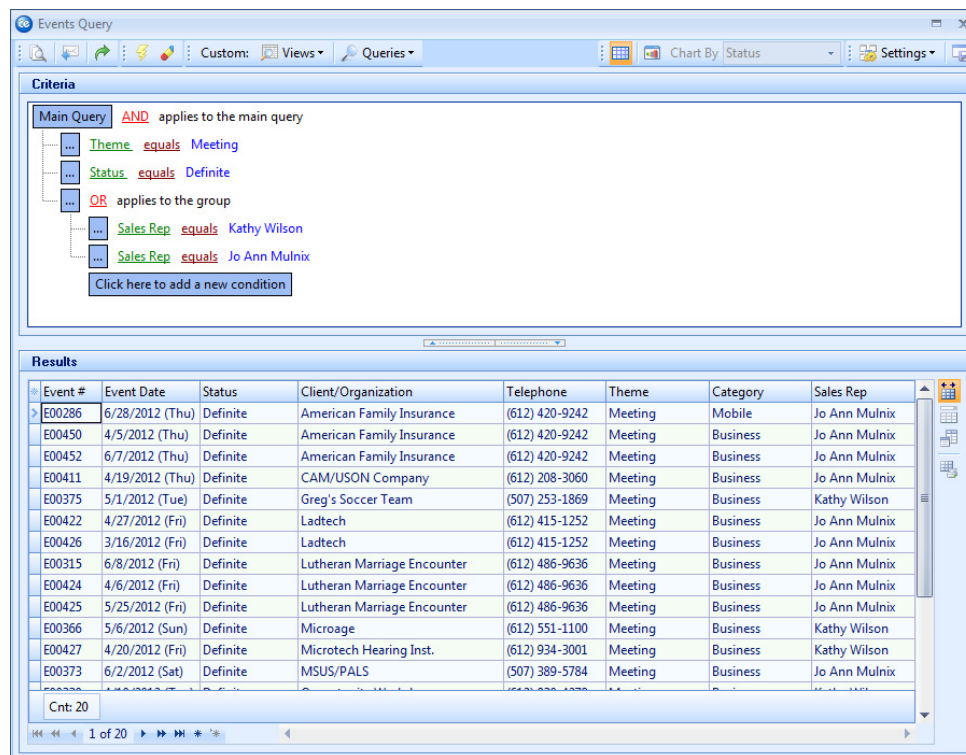 Events Query
Custom: Views Queries Chart By Status Settings
Criteria
Main Query AND applies to the main query
... Theme equals Meeting
... Status equals Definite
... OR applies to the group
... Sales Rep equals Kathy Wilson
... Sales Rep equals Jo Ann Mulnix
Click here to add a new condition
Results
Event # Event Date Status Client/Organization Telephone Theme Category Sales Rep
E00286 6/28/2012 (Thu) Definite American Family Insurance (612) 420-9242 Meeting Mobile Jo Ann Mulnix
E00450 4/5/2012 (Thu) Definite American Family Insurance (612) 420-9242 Meeting Business Jo Ann Mulnix
E00452 6/7/2012 (Thu) Definite American Family Insurance (612) 420-9242 Meeting Business Jo Ann Mulnix
E00411 4/19/2012 (Thu) Definite CAM/USON Company (612) 208-3060 Meeting Business Jo Ann Mulnix
E00375 5/1/2012 (Tue) Definite Greg's Soccer Team (507) 253-1869 Meeting Business Kathy Wilson
E00422 4/27/2012 (Fri) Definite Ladtech (612) 415-1252 Meeting Business Jo Ann Mulnix
E00426 3/16/2012 (Fri) Definite Ladtech (612) 415-1252 Meeting Business Jo Ann Mulnix
E00315 6/8/2012 (Fri) Definite Lutheran Marriage Encounter (612) 486-9636 Meeting Business Jo Ann Mulnix
E00424 4/6/2012 (Fri) Definite Lutheran Marriage Encounter (612) 486-9636 Meeting Business Jo Ann Mulnix
E00425 5/25/2012 (Fri) Definite Lutheran Marriage Encounter (612) 486-9636 Meeting Business Jo Ann Mulnix
E00366 5/6/2012 (Sun) Definite Microage (612) 551-1100 Meeting Business Kathy Wilson
E00427 4/20/2012 (Fri) Definite Microtech Hearing Inst. (612) 934-3001 Meeting Business Kathy Wilson
E00373 6/2/2012 (Sat) Definite MSUS/PALS (507) 389-5784 Meeting Business Jo Ann Mulnix
Cnt: 20
1 of 20